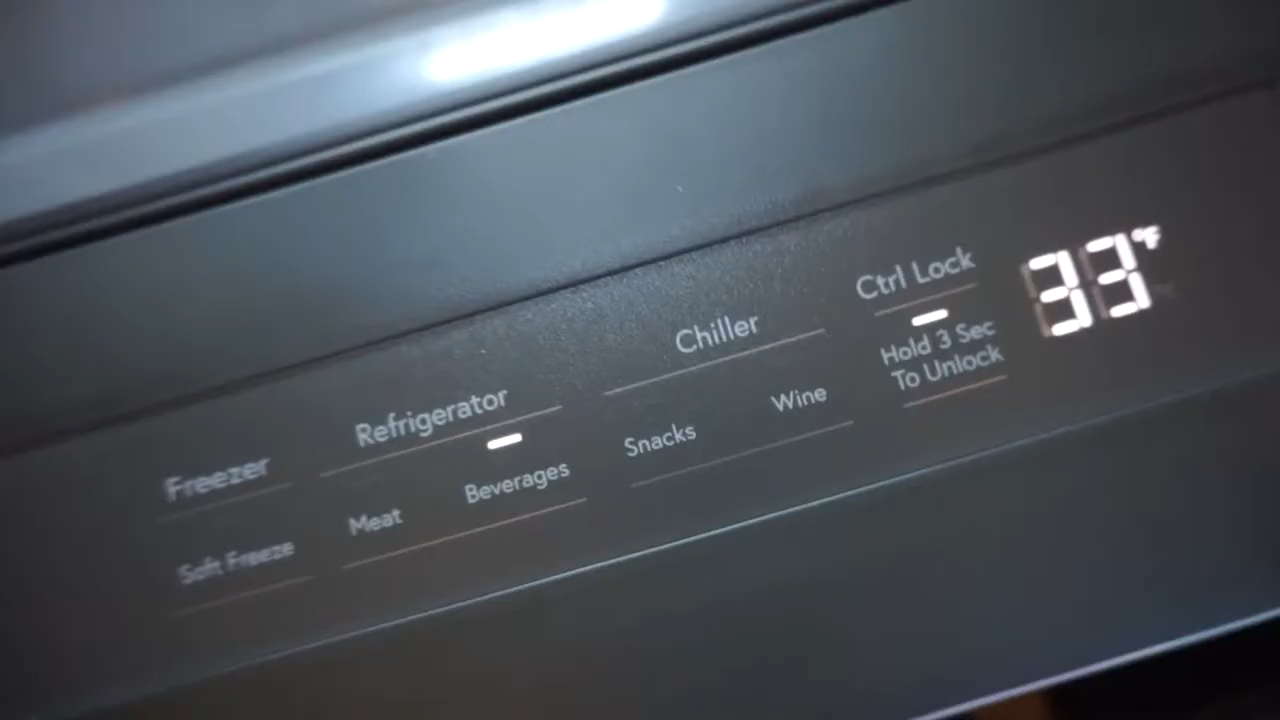 Freezer
Refrigerator
Chiller
Ctrl Lock
33°F
Soft Freeze
Meat
Beverages
Snacks
Wine
Hold 3 Sec
To Unlock